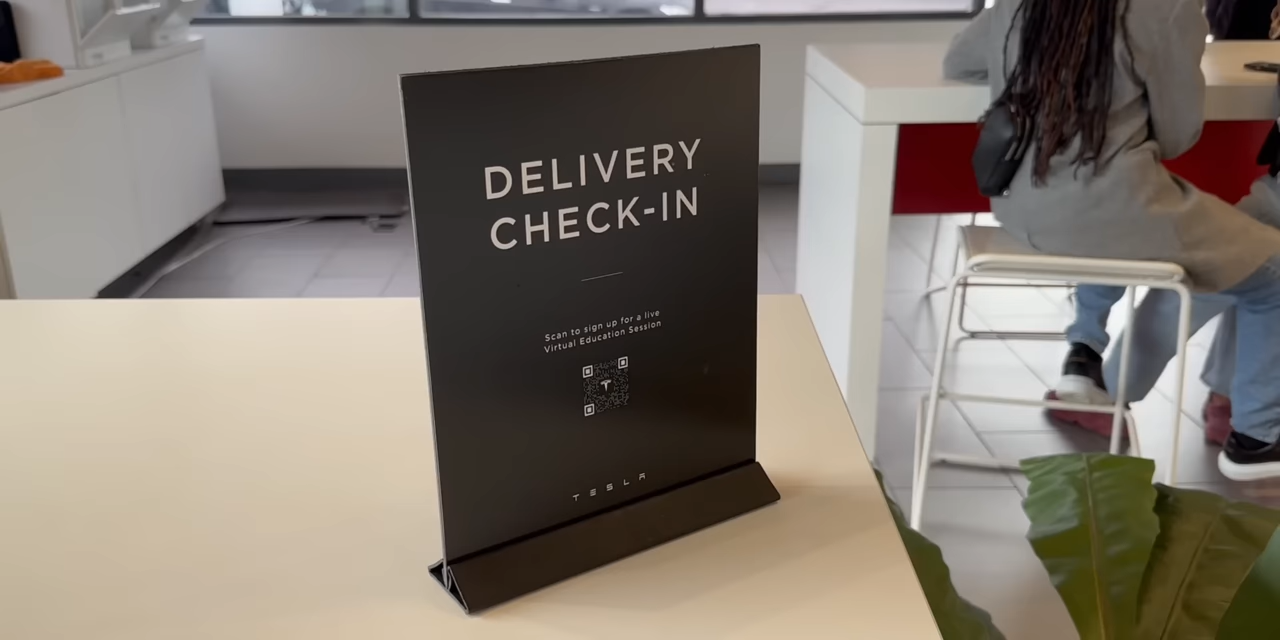 DELIVERY
CHECK-IN
Scan to sign up for a live
Virtual Education Session
TESLA